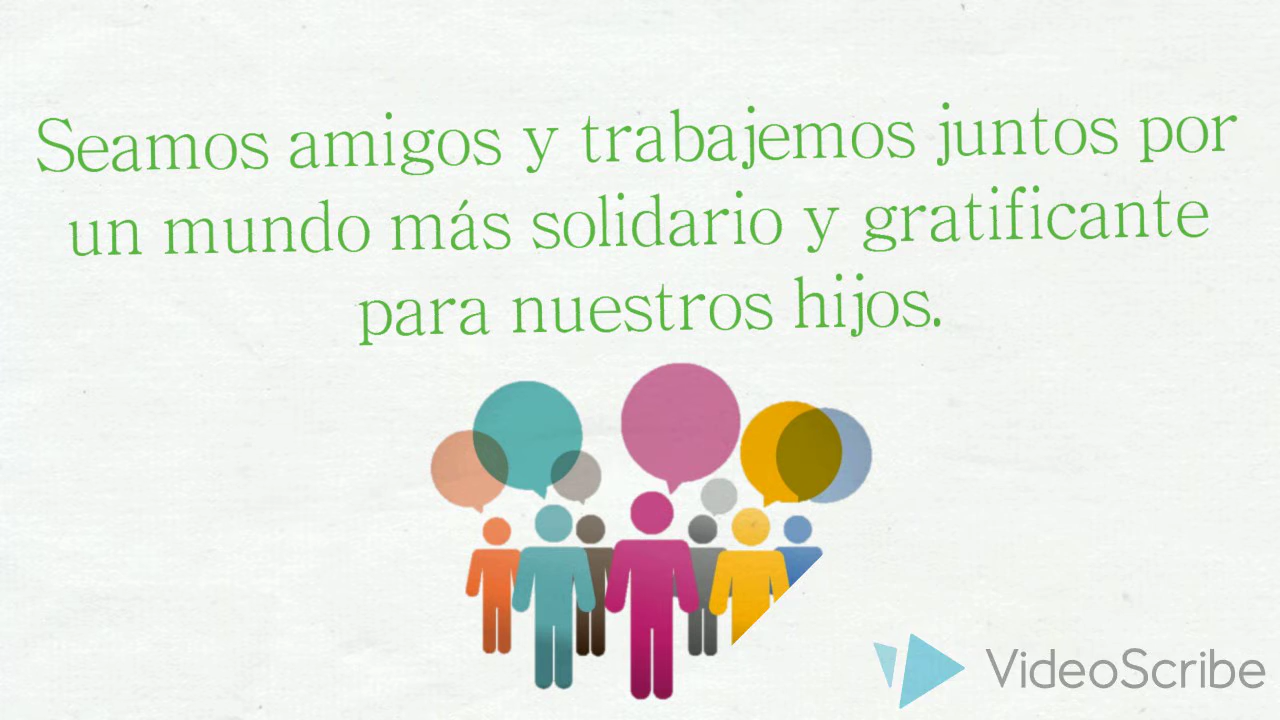 Seamos amigos y trabajemos juntos por
un mundo más solidario y gratificante
para nuestros hijos.
VideoScribe